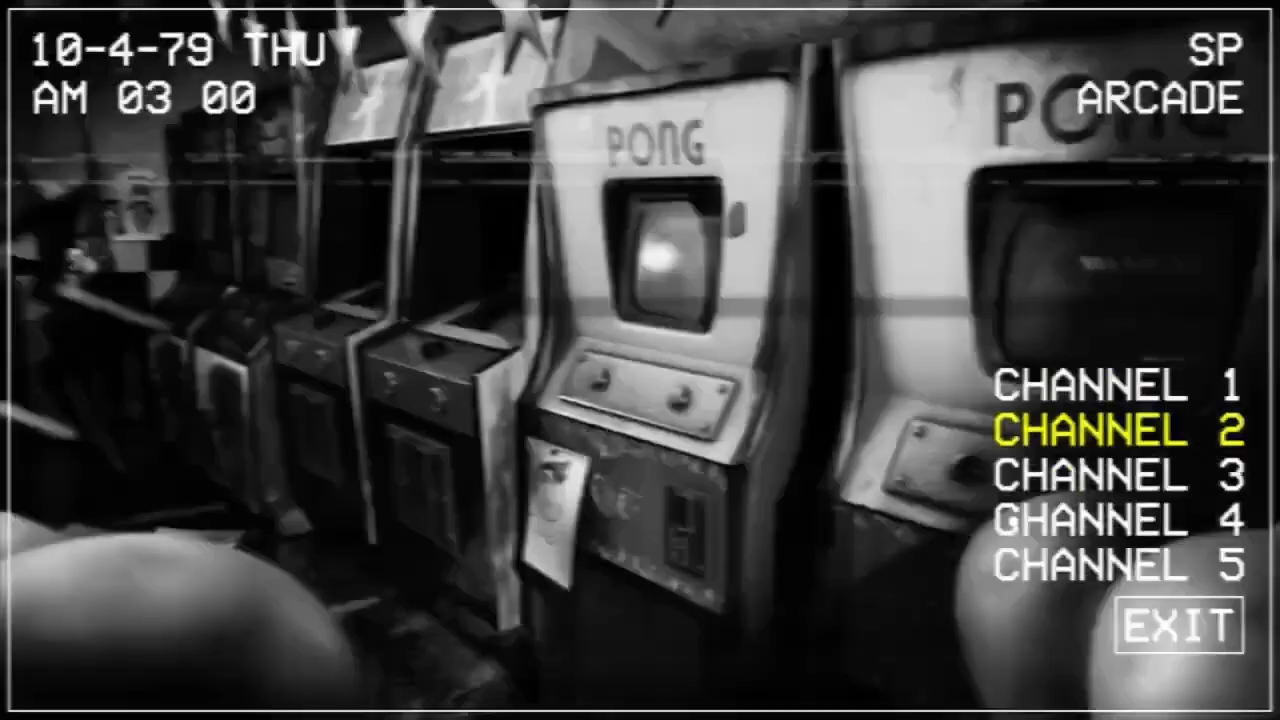 10-4-79 THU
AM 03 00
SP
ARCADE
PONG
PONG
CHANNEL 1
CHANNEL 2
CHANNEL 3
GHANNEL 4
CHANNEL 5
EXIT